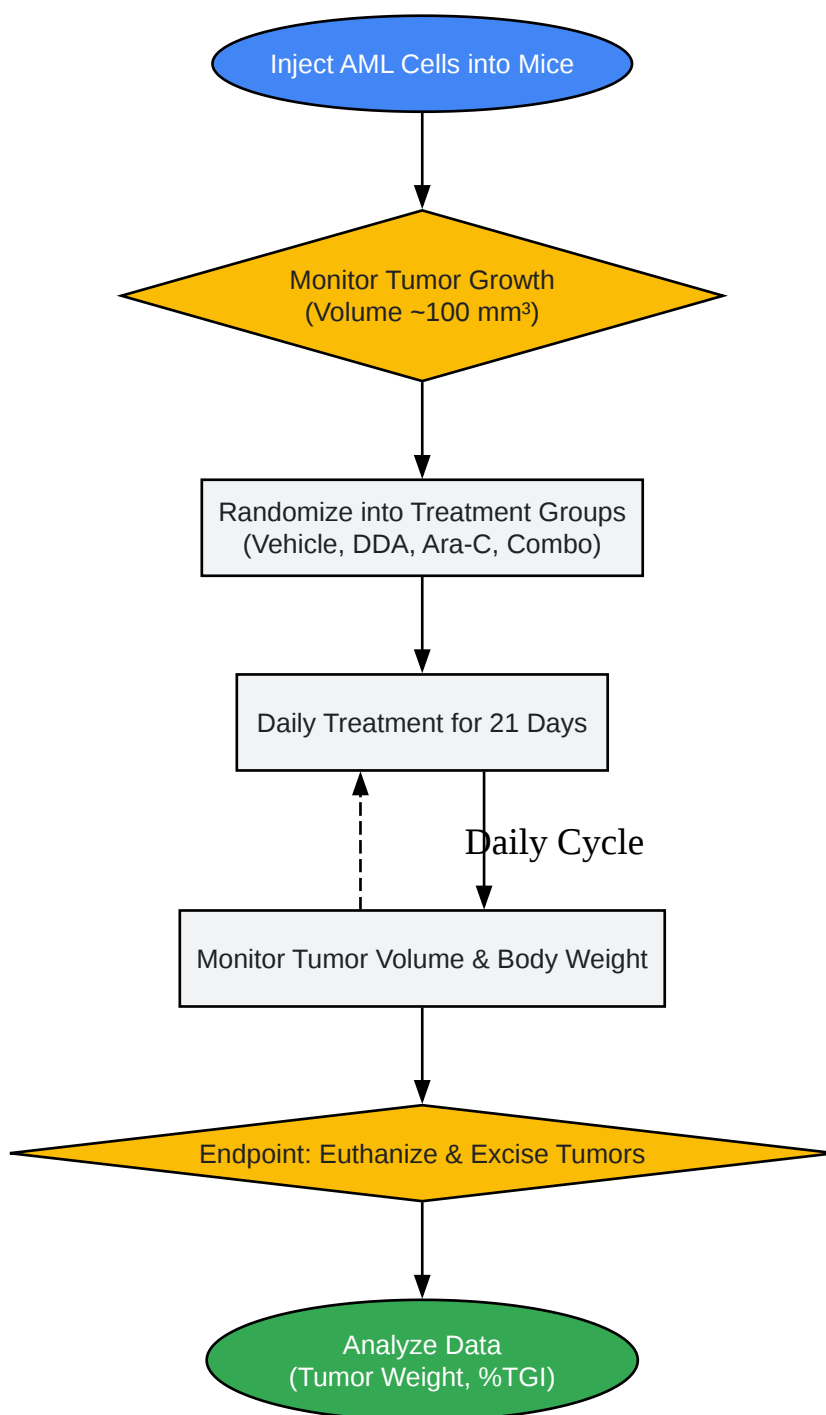 Inject AML Cells into Mice
Monitor Tumor Growth
(Volume ~100 mm³)
Randomize into Treatment Groups
(Vehicle, DDA, Ara-C, Combo)
Daily Treatment for 21 Days
Daily Cycle
Monitor Tumor Volume & Body Weight
Endpoint: Euthanize & Excise Tumors
Analyze Data
(Tumor Weight, %TGI)